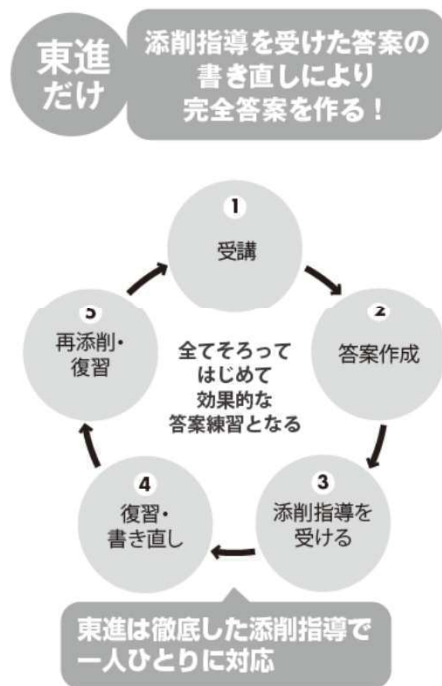 東進
だけ
添削指導を受けた答案の
書き直しにより
完全答案を作る！
1
受講
2
答案作成
3
添削指導を
受ける
4
復習・
書き直し
5
再添削・
復習
全てそろって
はじめて
効果的な
答案練習となる
東進は徹底した添削指導で
一人ひとりに対応